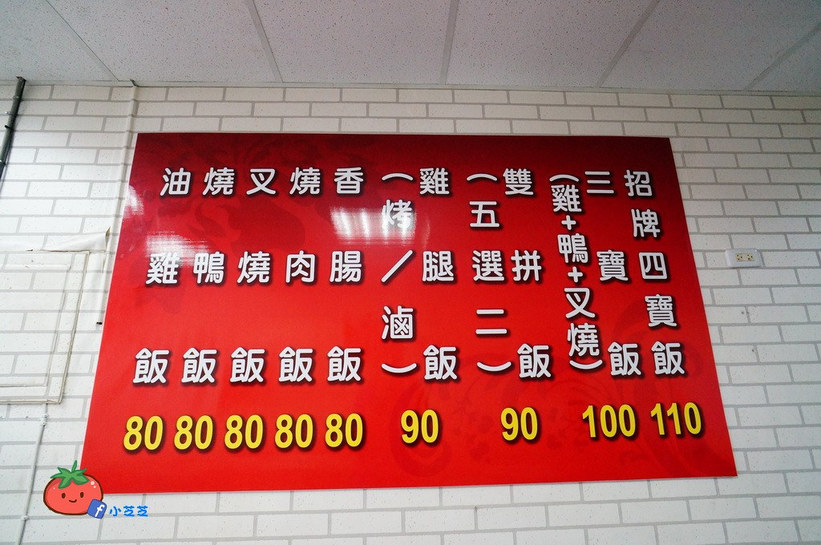 招牌四寶飯 110
三寶飯 100
(雞+鴨+叉燒)
雙拼飯 90
(五選二)
雞腿飯 90
(烤/滷)
香腸飯 80
燒肉飯 80
叉燒飯 80
燒鴨飯 80
油雞飯 80
f 小芝芝